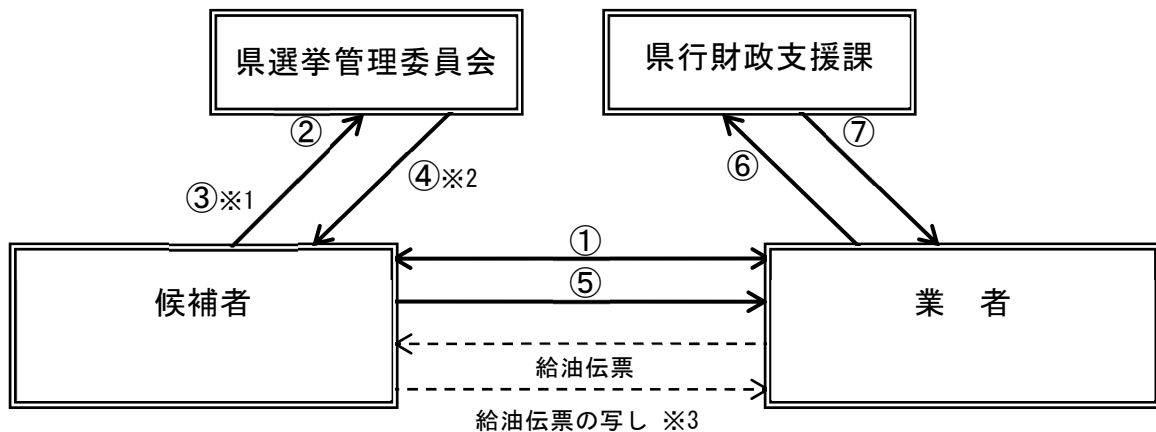 県選挙管理委員会
県行財政支援課
②
⑦
③※1
④※2
⑥
①
候補者
⑤
業　者
給油伝票
給油伝票の写し ※3